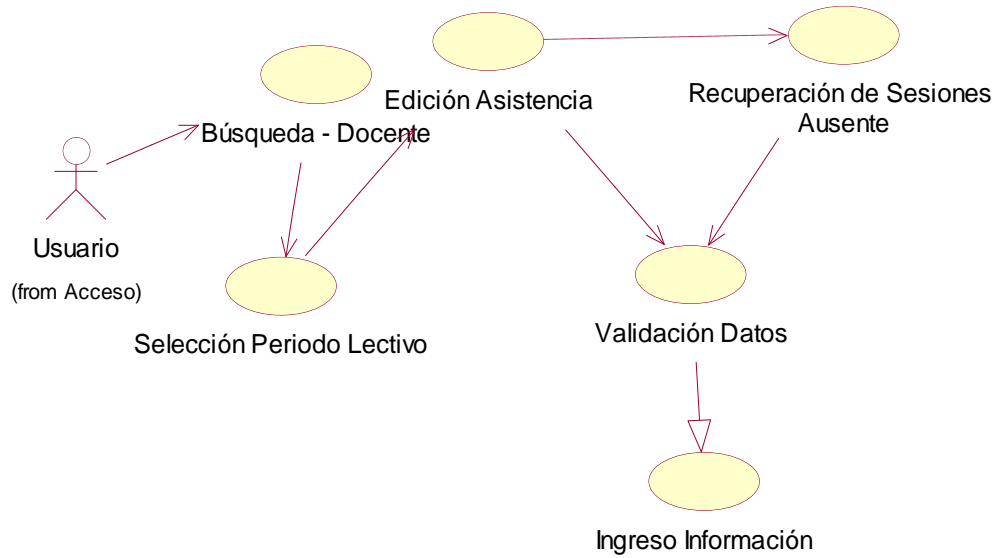 Edición Asistencia
Recuperación de Sesiones
Ausente
Búsqueda - Docente
Usuario
(from Acceso)
Selección Periodo Lectivo
Validación Datos
Ingreso Información